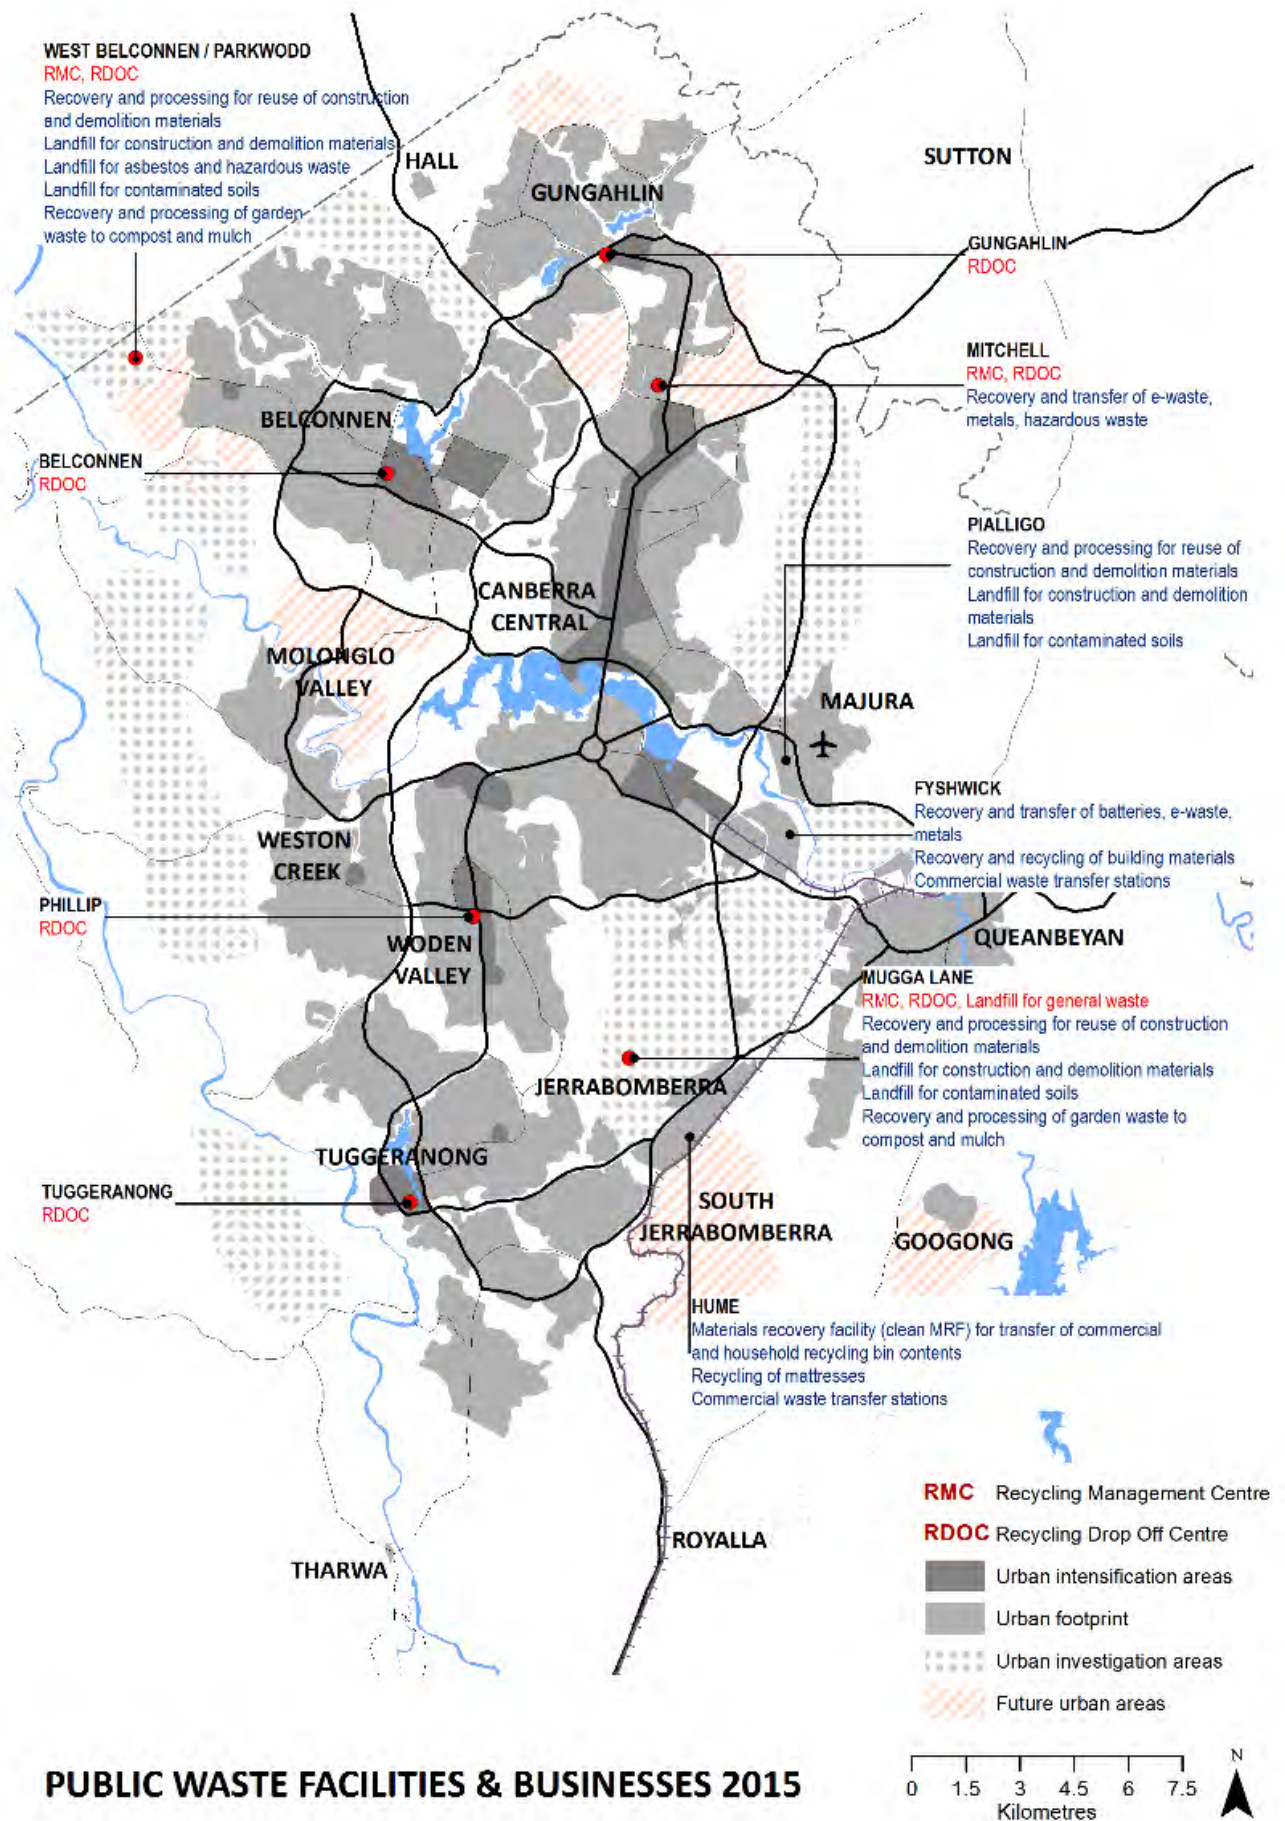 WEST BELCONNEN / PARKWODD
RMC, RDOC
Recovery and processing for reuse of construction
and demolition materials
Landfill for construction and demolition materials
Landfill for asbestos and hazardous waste
Landfill for contaminated soils
Recovery and processing of garden
waste to compost and mulch
HALL
SUTTON
GUNGAHLIN
GUNGAHLIN
RDOC
MITCHELL
RMC, RDOC
Recovery and transfer of e-waste,
metals, hazardous waste
BELCONNEN
BELCONNEN
RDOC
PIALLIGO
Recovery and processing for reuse of
construction and demolition materials
Landfill for construction and demolition
materials
Landfill for contaminated soils
CANBERRA
CENTRAL
MOLONGLO
VALLEY
MAJURA
FYSHWICK
Recovery and transfer of batteries, e-waste,
metals
Recovery and recycling of building materials
Commercial waste transfer stations
WESTON
CREEK
PHILLIP
RDOC
WODEN
VALLEY
QUEANBEYAN
MUGGA LANE
RMC, RDOC, Landfill for general waste
Recovery and processing for reuse of construction
and demolition materials
Landfill for construction and demolition materials
Landfill for contaminated soils
Recovery and processing of garden waste to
compost and mulch
JERRABOMBERRA
TUGGERANONG
TUGGERANONG
RDOC
SOUTH
JERRABOMBERRA
GOOGONG
HUME
Materials recovery facility (clean MRF) for transfer of commercial
and household recycling bin contents
Recycling of mattresses
Commercial waste transfer stations
ROYALLA
THARWA
RMC Recycling Management Centre
RDOC Recycling Drop Off Centre
Urban intensification areas
Urban footprint
Urban investigation areas
Future urban areas
PUBLIC WASTE FACILITIES & BUSINESSES 2015
0 1.5 3 4.5 6 7.5
Kilometres
N